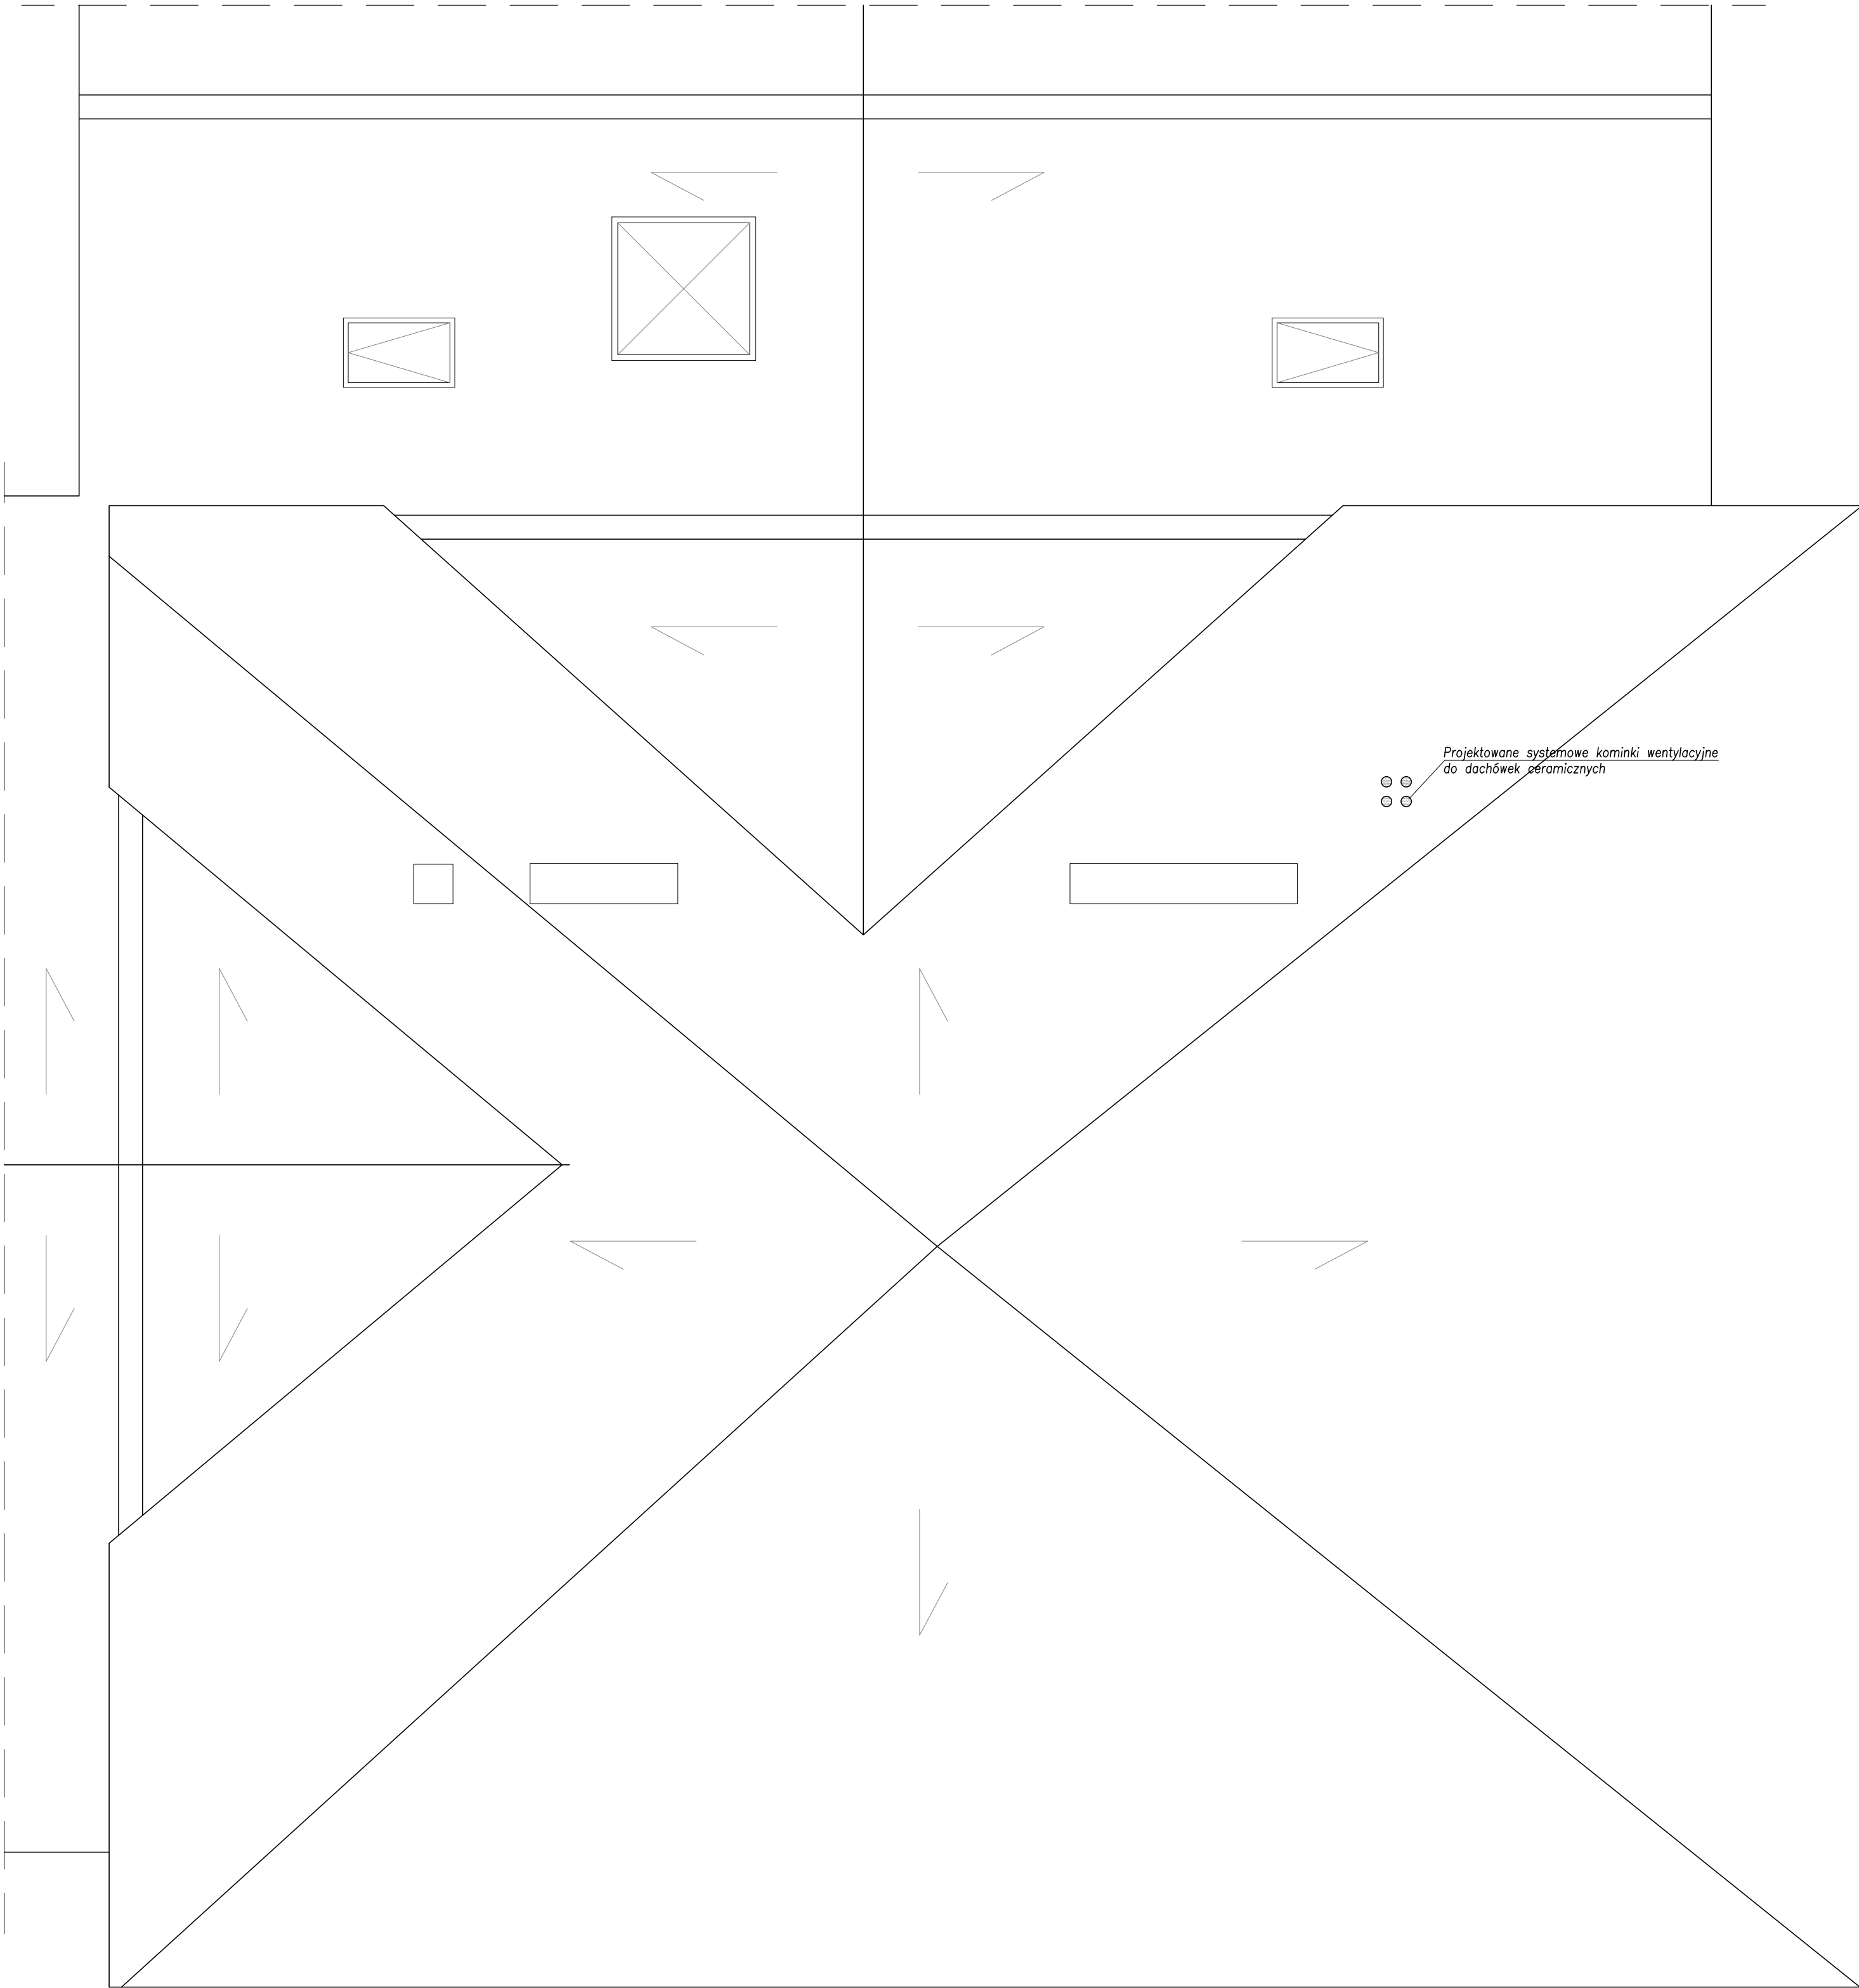 Projektowane systemowe kominki wentylacyjne
do dachówek ceramicznych